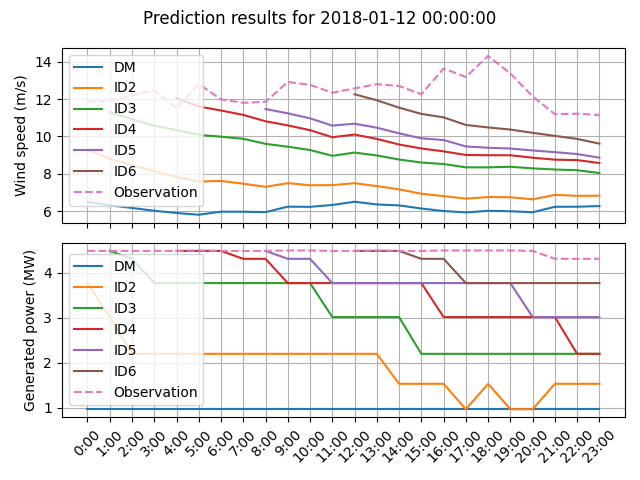 Prediction results for 2018-01-12 00:00:00
Wind speed (m/s)
14
12
10
8
6
DM
ID2
ID3
ID4
ID5
ID6
Observation
Generated power (MW)
4
3
2
1
DM
ID2
ID3
ID4
ID5
ID6
Observation
0:00 1:00 2:00 3:00 4:00 5:00 6:00 7:00 8:00 9:00 10:00 11:00 12:00 13:00 14:00 15:00 16:00 17:00 18:00 19:00 20:00 21:00 22:00 23:00